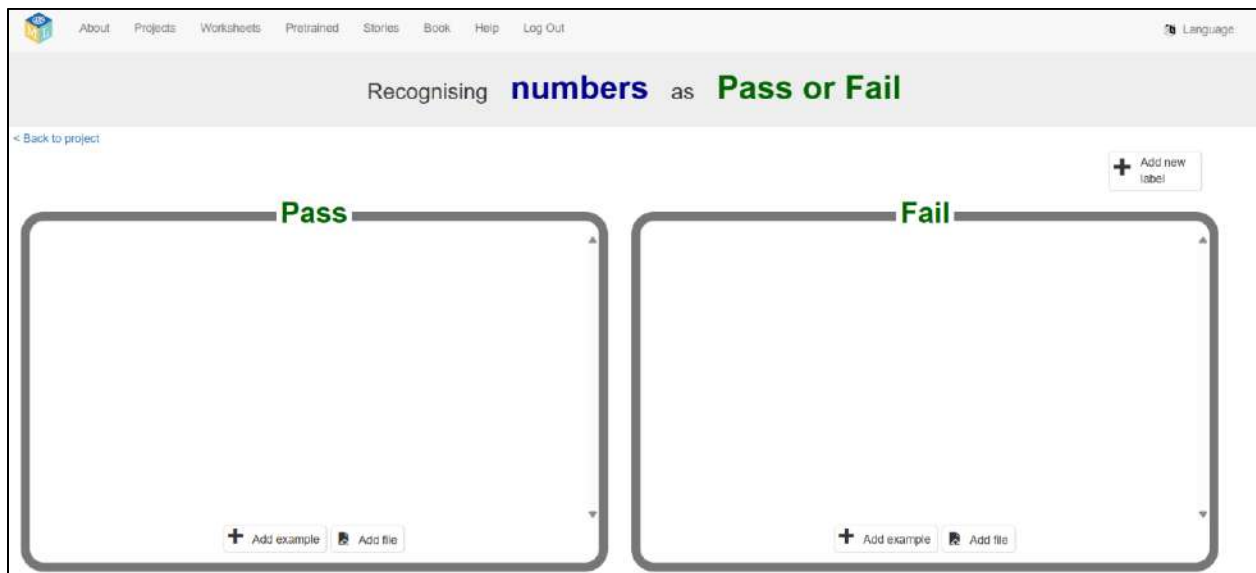 About Projects Worksheets Pretrained Stories Book Help Log Out Language
Recognising numbers as Pass or Fail
< Back to project
Add new
label
Pass
Fail
Add example Add file
Add example Add file